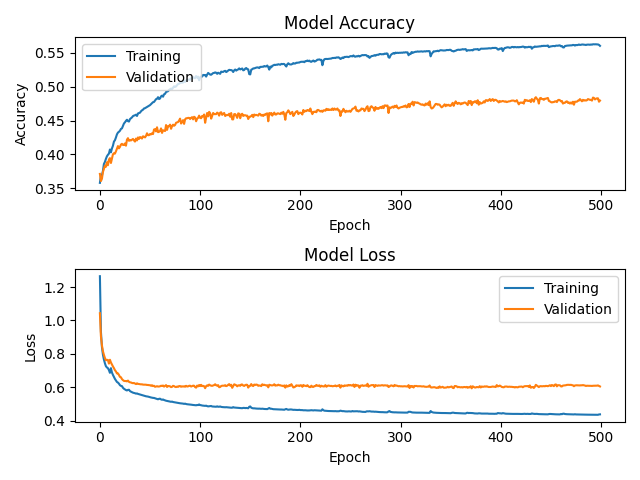 Model Accuracy
0.55
0.50
0.45
0.40
0.35
Accuracy
Training
Validation
0 100 200 300 400 500
Epoch
Model Loss
1.2
1.0
0.8
0.6
0.4
Loss
Training
Validation
0 100 200 300 400 500
Epoch